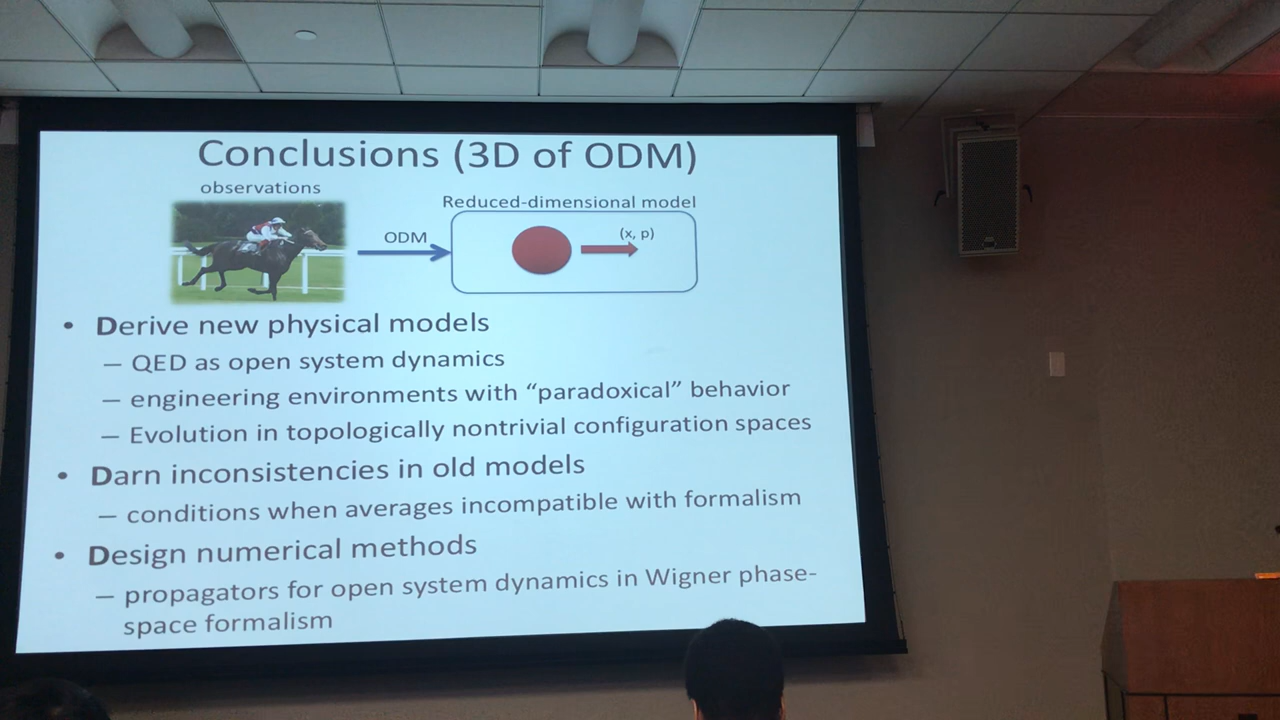 Conclusions (3D of ODM)
observations
Reduced-dimensional model
ODM
(x, p)
• Derive new physical models
– QED as open system dynamics
– engineering environments with “paradoxical” behavior
– Evolution in topologically nontrivial configuration spaces
• Darn inconsistencies in old models
– conditions when averages incompatible with formalism
• Design numerical methods
– propagators for open system dynamics in Wigner phase-
space formalism